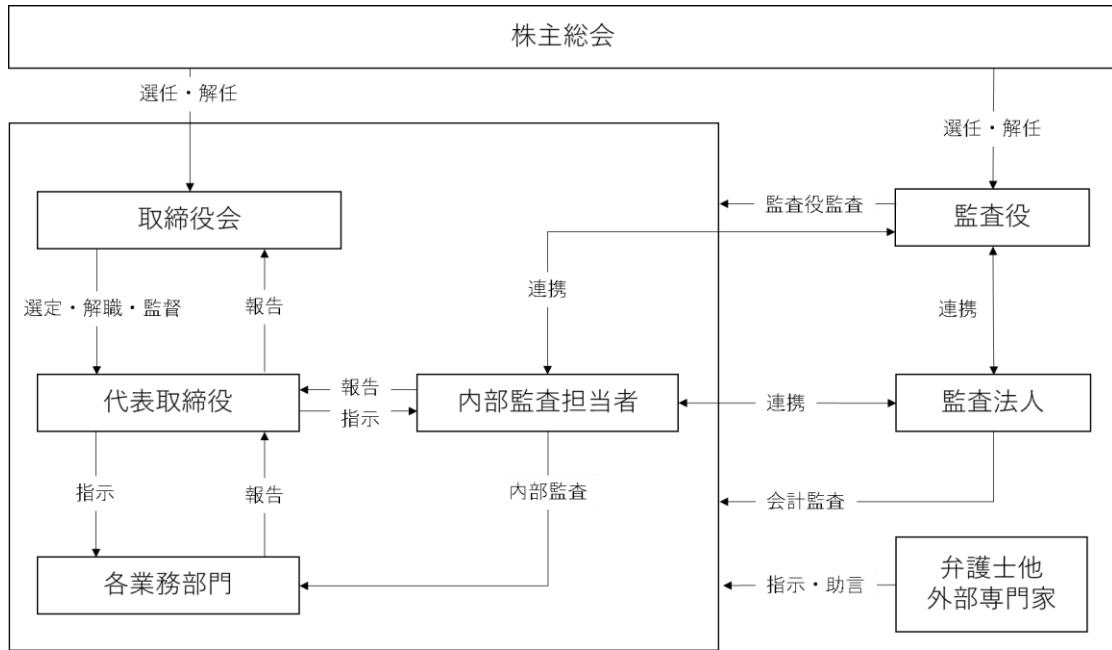 株主総会
選任・解任
選任・解任
取締役会
監査役監査
監査役
選定・解職・監督
報告
連携
連携
代表取締役
報告
指示
内部監査担当者
連携
監査法人
指示
報告
内部監査
会計監査
各業務部門
指示・助言
弁護士他
外部専門家